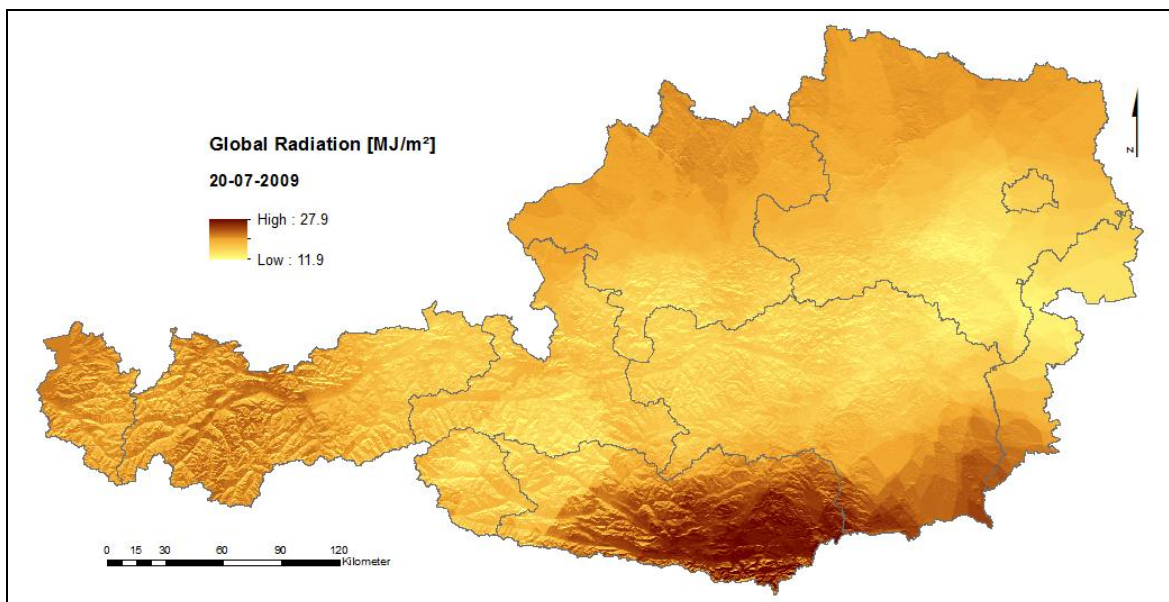 Global Radiation [MJ/m²]
20-07-2009
High : 27.9
Low : 11.9
N
0 15 30 60 90 120
Kilometer